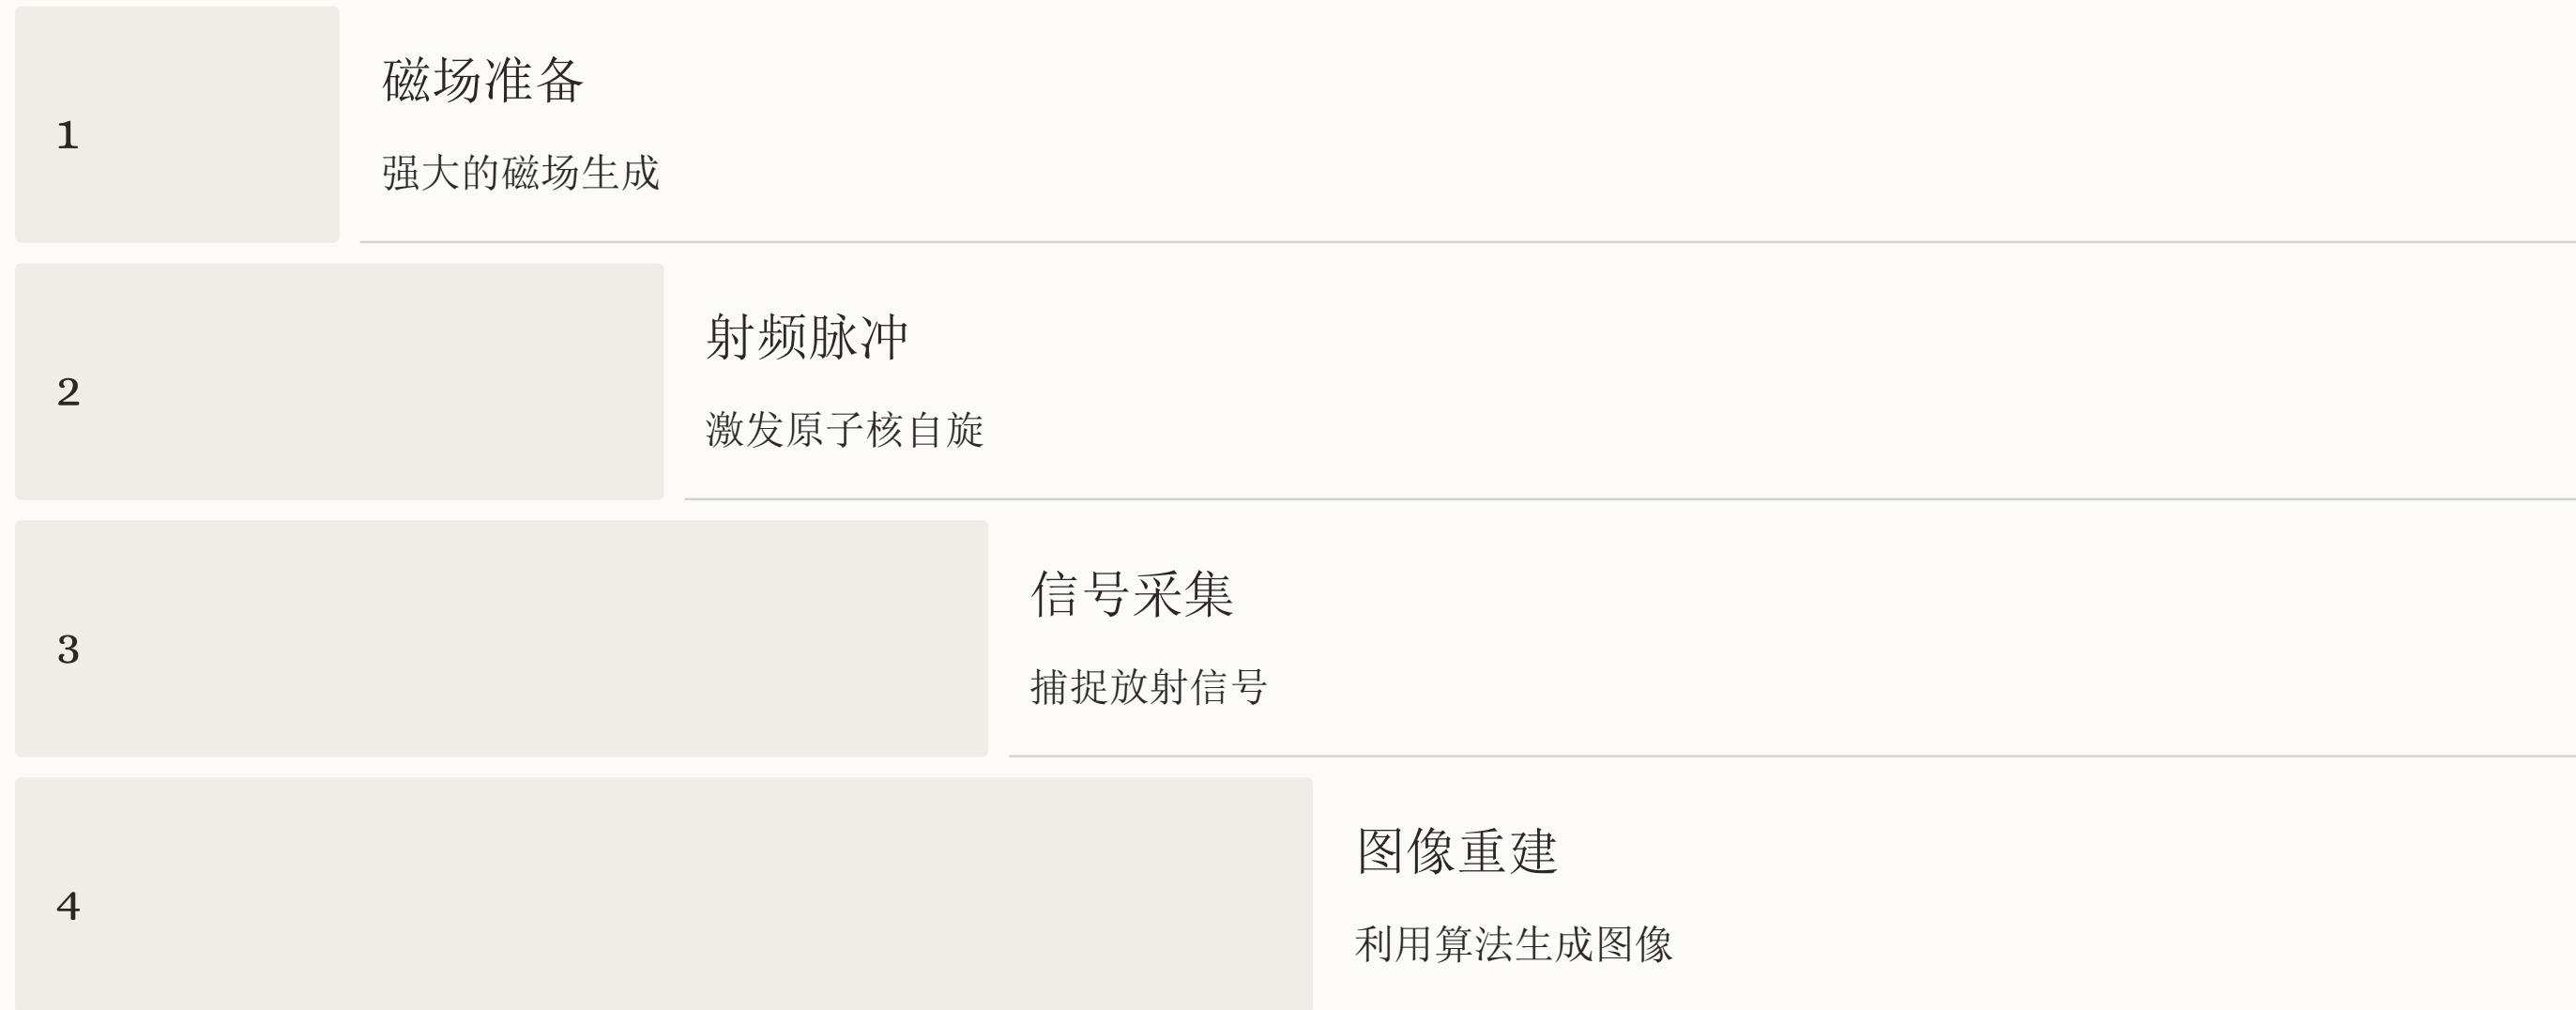 1
磁场准备
强大的磁场生成
2
射频脉冲
激发原子核自旋
3
信号采集
捕捉放射信号
4
图像重建
利用算法生成图像